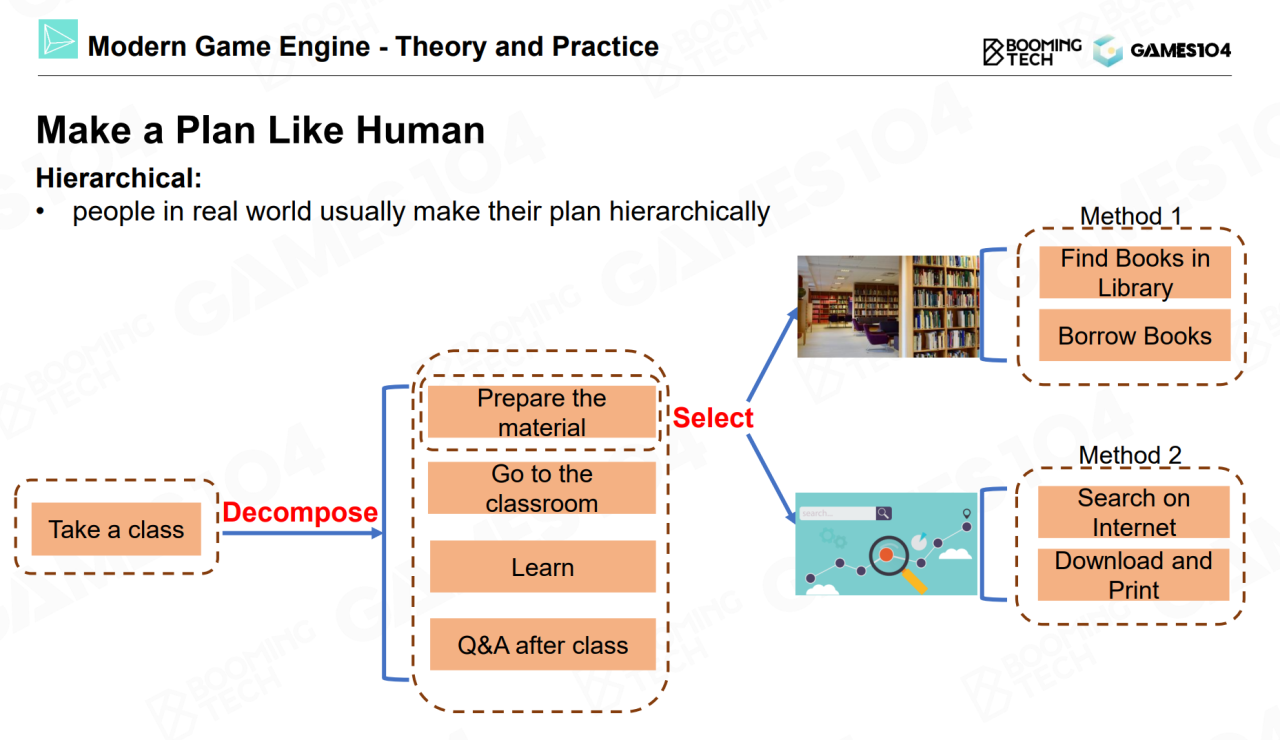 Modern Game Engine - Theory and Practice
BOOMING
TECH
GAMES104
Make a Plan Like Human
Hierarchical:
• people in real world usually make their plan hierarchically
Take a class
Decompose
Prepare the
material
Go to the
classroom
Learn
Q&A after class
Select
Method 1
Find Books in
Library
Borrow Books
search...
Method 2
Search on
Internet
Download and
Print